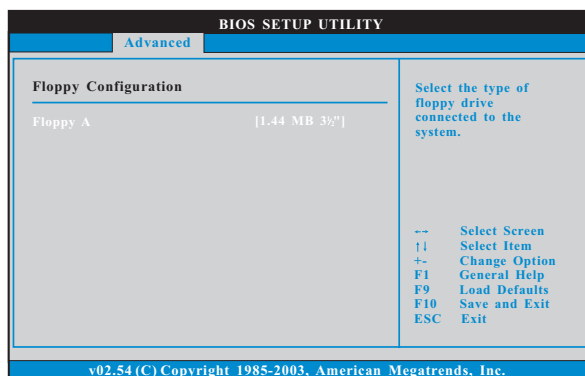 BIOS SETUP UTILITY
Advanced
Floppy Configuration
Floppy A [1.44 MB 3½"]
Select the type of
floppy drive
connected to the
system.
←→ Select Screen
↑↓ Select Item
+- Change Option
F1 General Help
F9 Load Defaults
F10 Save and Exit
ESC Exit
v02.54 (C) Copyright 1985-2003, American Megatrends, Inc.